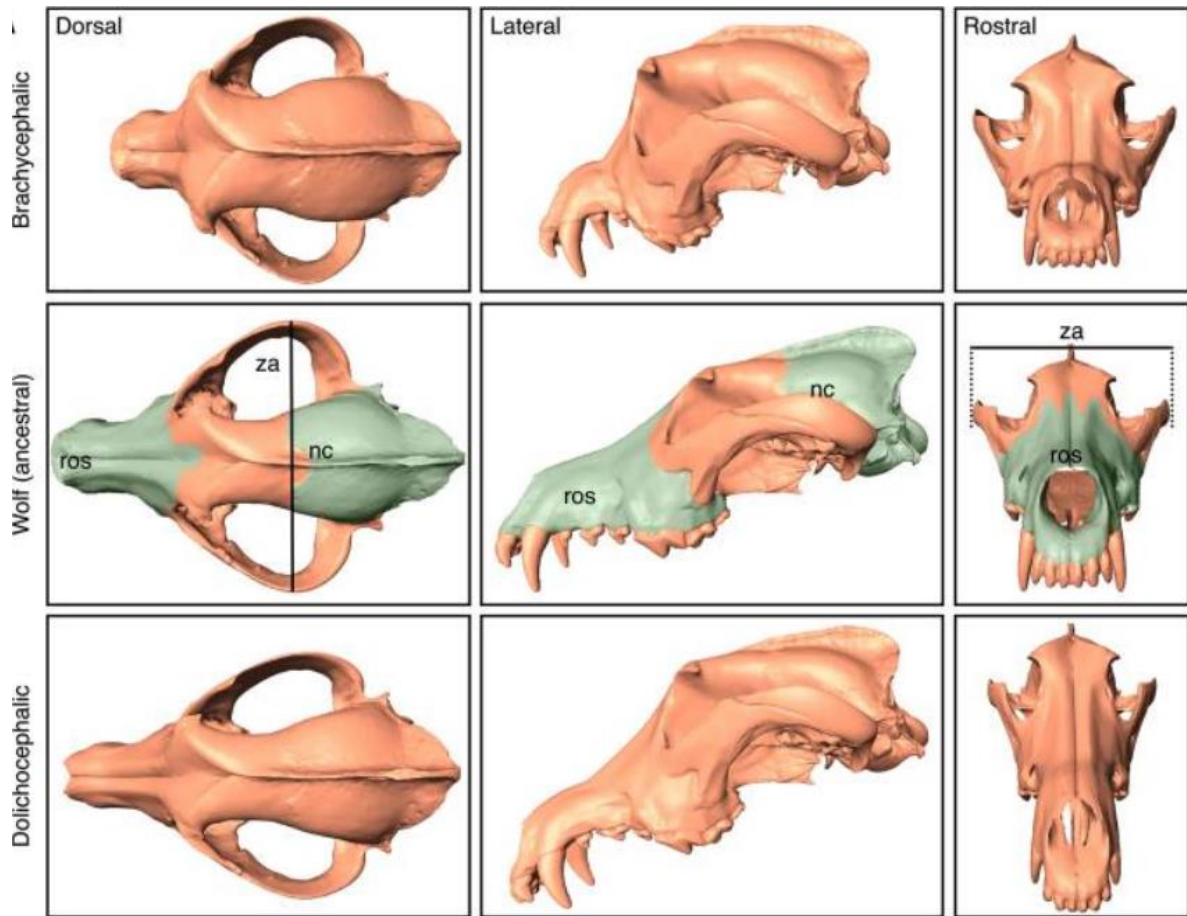 Dorsal
Lateral
Rostral
Brachycephalic
Wolf (ancestral)
za
nc
ros
nc
ros
za
ros
Dolichocephalic